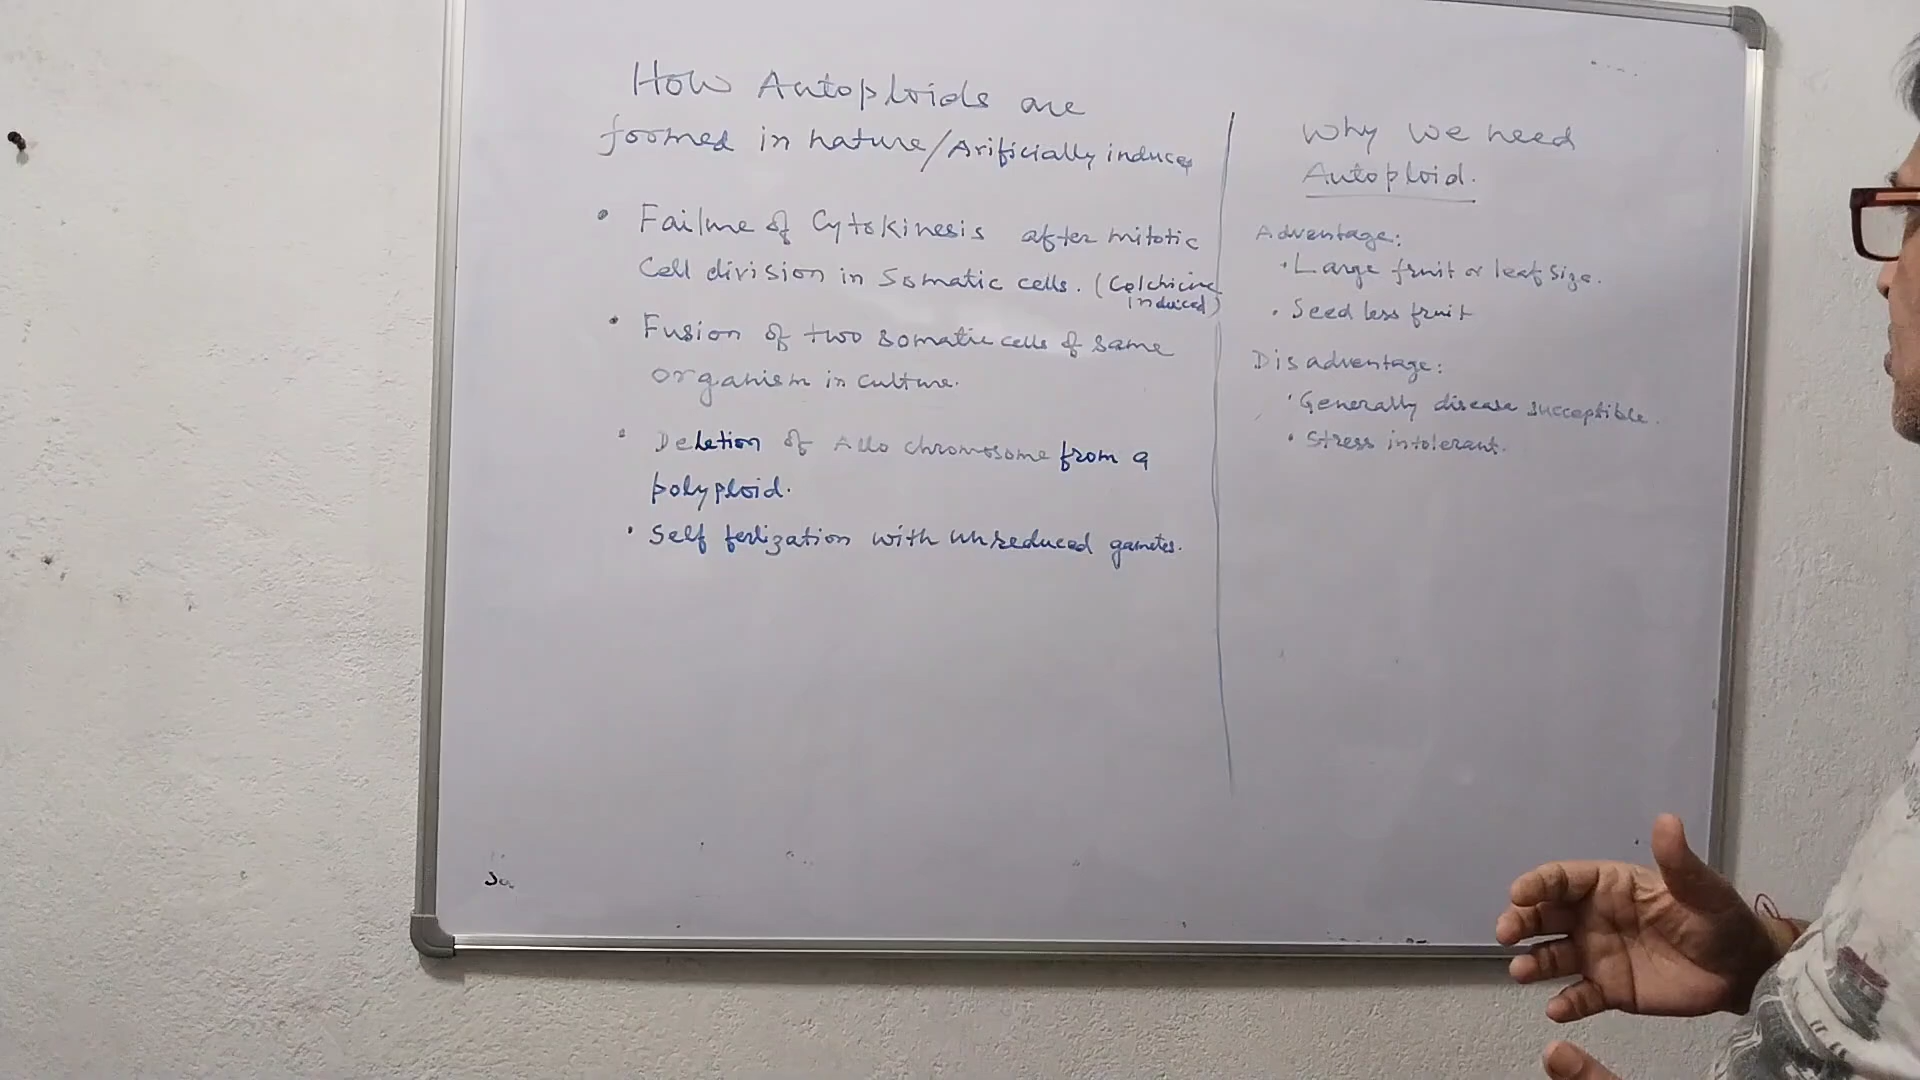 How Autoploids are
formed in nature/Arificially induces
• Failure of Cytokinesis after mitotic
Cell division in Somatic cells. (Colchicine
induced)
• Fusion of two somatic cells of same
organism in culture.
• Deletion of Allo chromosome from a
polyploid.
• Self ferlization with unreduced gametes.
Why we need
Autoploid.
Advantage:
• Large fruit or leaf size.
• Seed less fruit
Disadvantage:
• Generally disease succeptible.
• Stress intolerant.